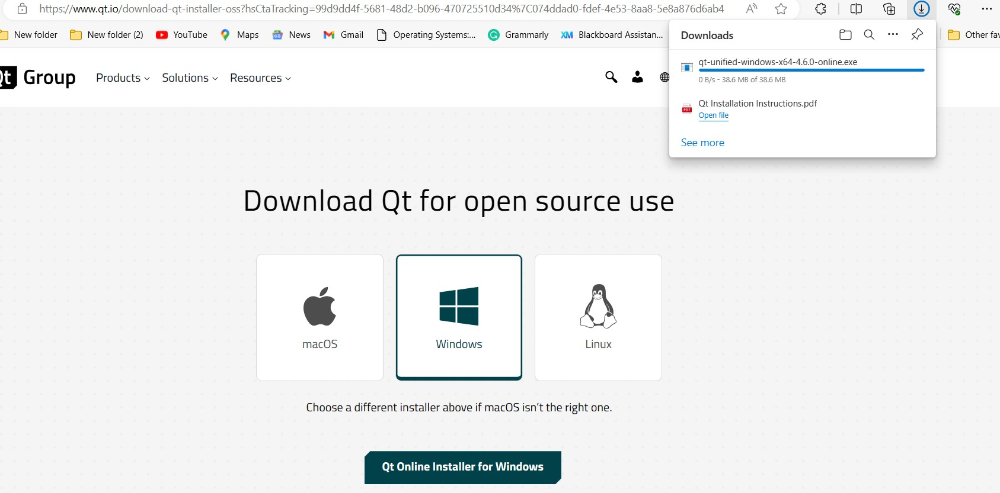 https://www.qt.io/download-qt-installer-oss?hsCtaTracking=99d9dd4f-5681-48d2-b096-470725510d34%7C074ddad0-fdef-4e53-8aa8-5e8a876d6ab4
New folder
New folder (2)
YouTube
Maps
News
Gmail
Operating Systems:...
Grammarly
Blackboard Assistan...
Other fav
Downloads
qt-unified-windows-x64-4.6.0-online.exe
0 B/s - 38.6 MB of 38.6 MB
Qt Installation Instructions.pdf
PDF
Open file
See more
Qt Group
Products
Solutions
Resources
Download Qt for open source use
macOS
Windows
Linux
Choose a different installer above if macOS isn't the right one.
Qt Online Installer for Windows